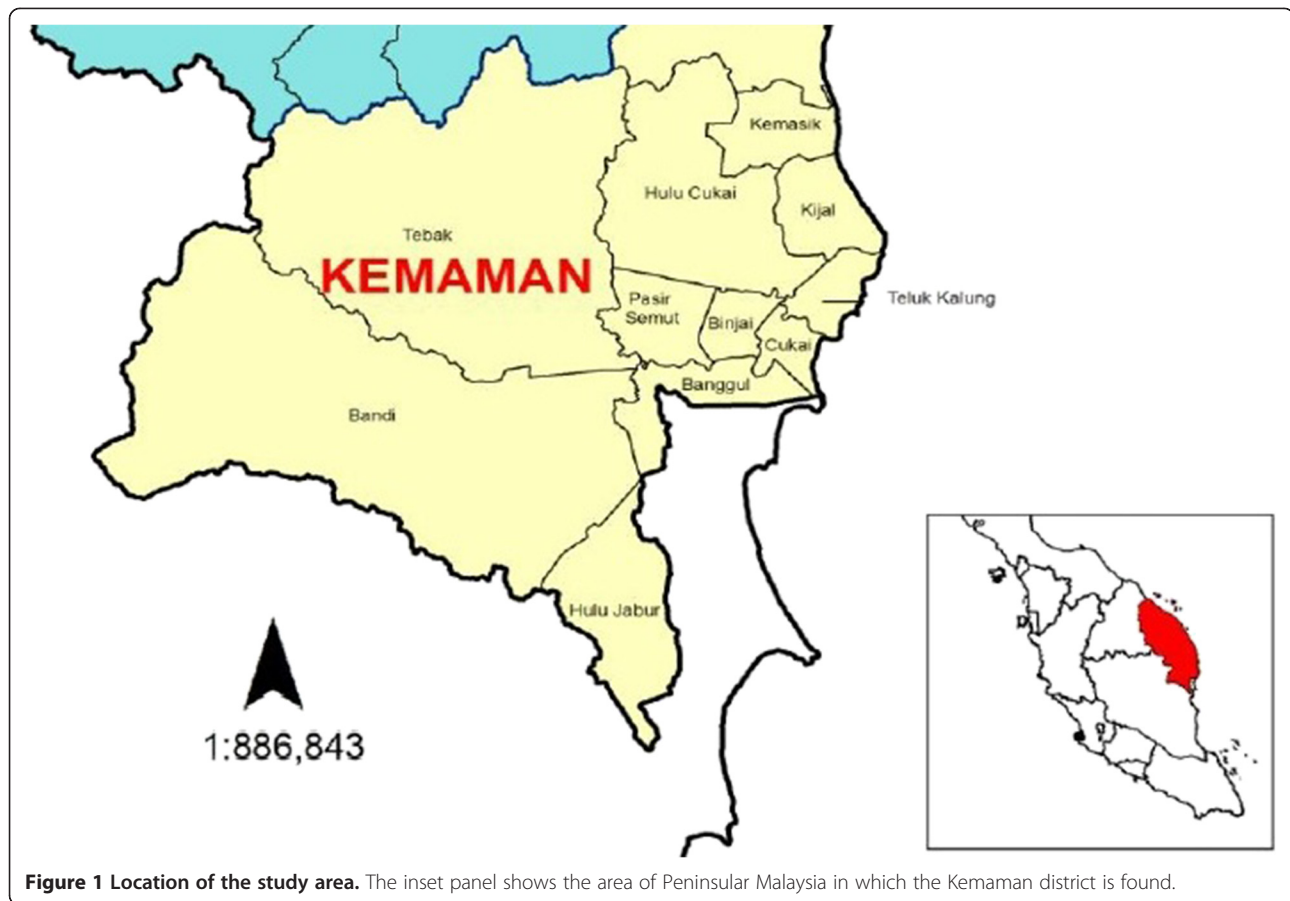 Kemasik
Hulu Cukai
Kijal
Tebak
KEMAMAN
Teluk Kalung
Pasir
Semut
Binjai
Cukai
Banggul
Bandi
Hulu Jabur
1:886,843
Figure 1 Location of the study area. The inset panel shows the area of Peninsular Malaysia in which the Kemaman district is found.